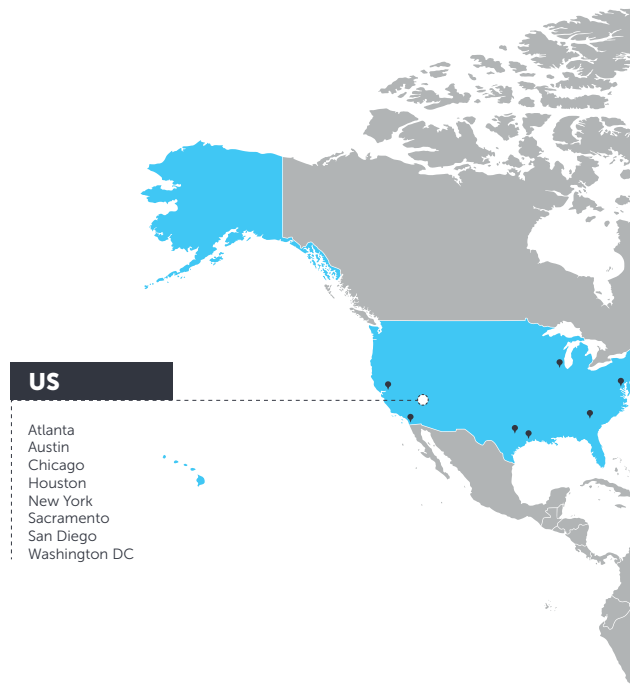 US
Atlanta
Austin
Chicago
Houston
New York
Sacramento
San Diego
Washington DC